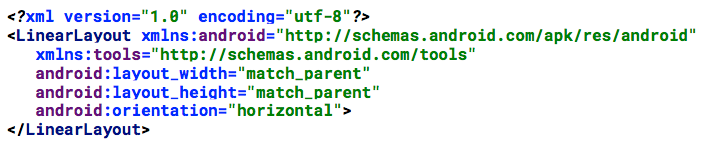 <?xml version="1.0" encoding="utf-8"?>
<LinearLayout xmlns:android="http://schemas.android.com/apk/res/android"
xmlns:tools="http://schemas.android.com/tools"
android:layout_width="match_parent"
android:layout_height="match_parent"
android:orientation="horizontal">
</LinearLayout>